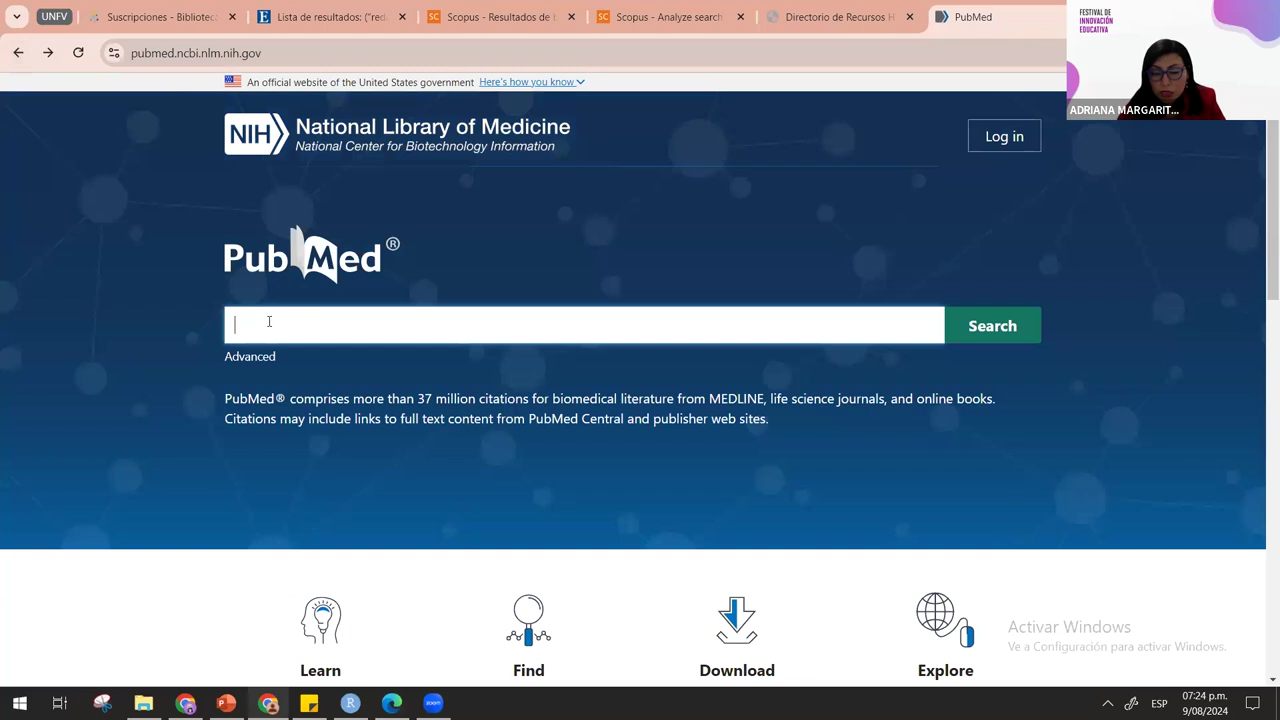 UNFV
Suscripciones - Bibliotec
Lista de resultados: ("rel
Scopus - Resultados de b
Scopus - Analyze search
Directorio de Recursos H
PubMed
FESTIVAL DE
INNOVACIÓN
EDUCATIVA
pubmed.ncbi.nlm.nih.gov
An official website of the United States government Here's how you know
ADRIANA MARGARIT...
NIH National Library of Medicine
National Center for Biotechnology Information
Log in
PubMed®
Search
Advanced
PubMed® comprises more than 37 million citations for biomedical literature from MEDLINE, life science journals, and online books.
Citations may include links to full text content from PubMed Central and publisher web sites.
Activar Windows
Ve a Configuración para activar Windows.
Learn
Find
Download
Explore
ESP
07:24 p.m.
9/08/2024
zoom